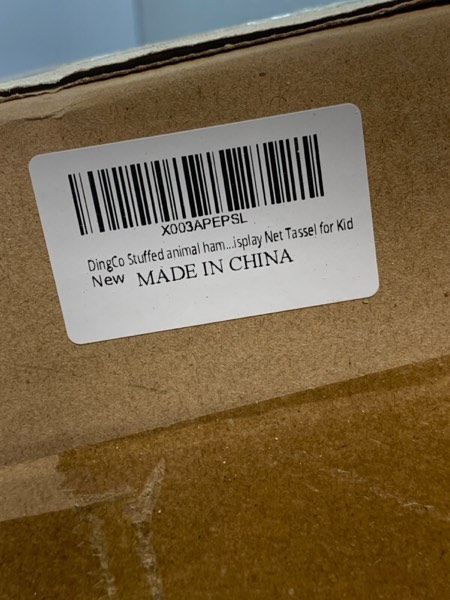 X003APEPSL
DingCo Stuffed animal ham...isplay Net Tassel for Kid
New MADE IN CHINA